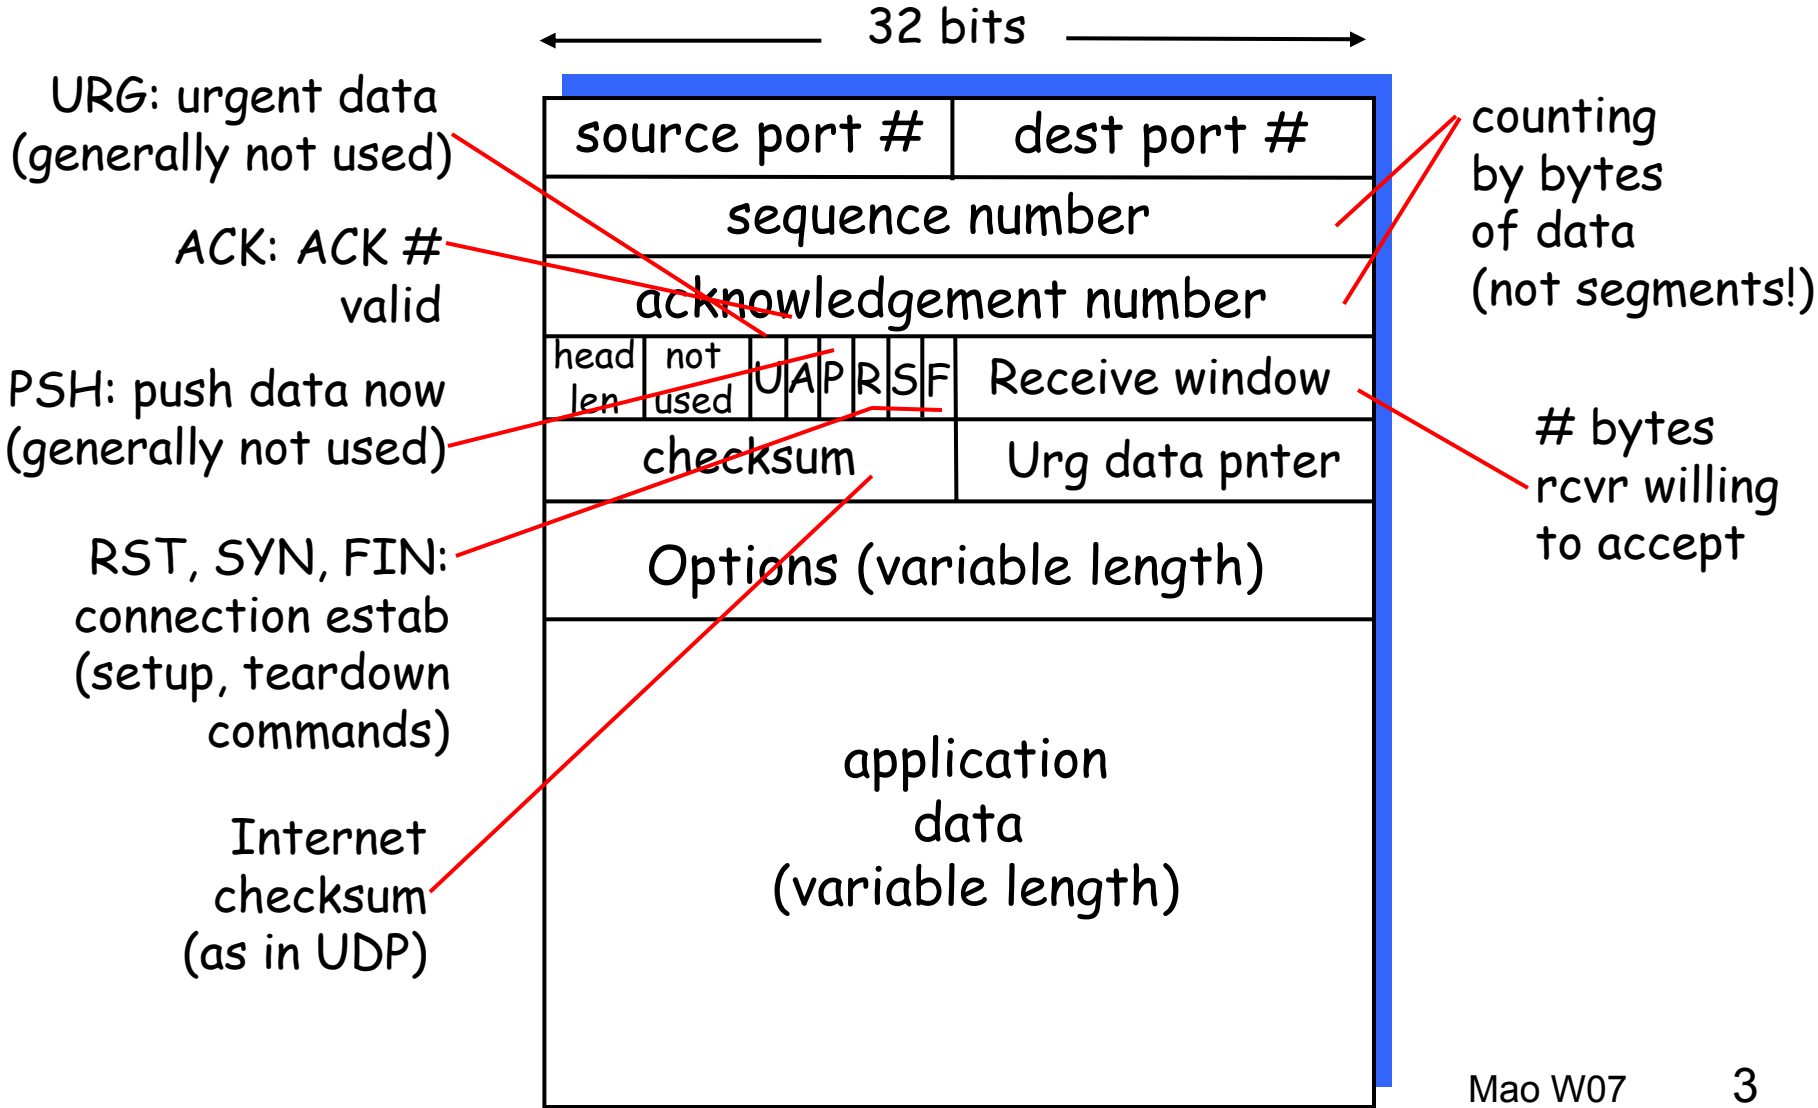 32 bits
URG: urgent data
(generally not used)
ACK: ACK #
valid
PSH: push data now
(generally not used)
RST, SYN, FIN:
connection estab
(setup, teardown
commands)
Internet
checksum
(as in UDP)
source port #
dest port #
sequence number
acknowledgement number
head
len
not
used
U
A
P
R
S
F
Receive window
checksum
Urg data pnter
Options (variable length)
application
data
(variable length)
counting
by bytes
of data
(not segments!)
# bytes
rcvr willing
to accept
Mao W07
3